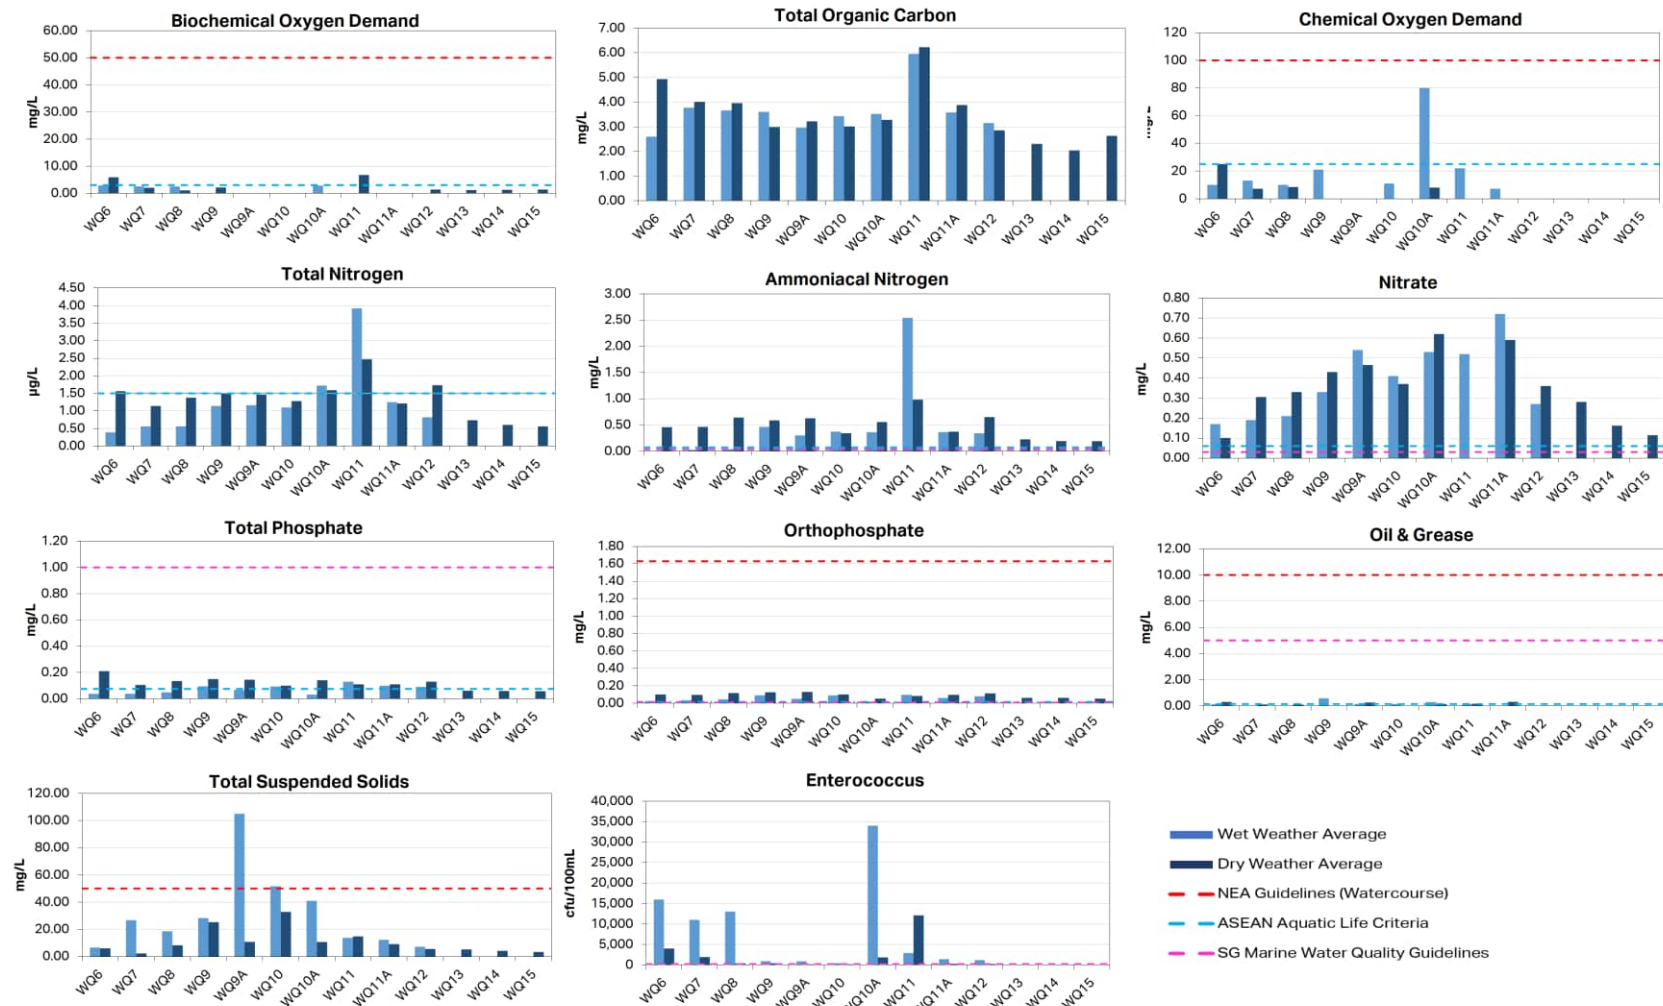 Biochemical Oxygen Demand
60.00
50.00
40.00
30.00
20.00
10.00
0.00
mg/L
WQ6
WQ7
WQ8
WQ9
WQ9A
WQ10
WQ10A
WQ11
WQ11A
WQ12
WQ13
WQ14
WQ15
Total Organic Carbon
7.00
6.00
5.00
4.00
3.00
2.00
1.00
0.00
mg/L
WQ6
WQ7
WQ8
WQ9
WQ9A
WQ10
WQ10A
WQ11
WQ11A
WQ12
WQ13
WQ14
WQ15
Chemical Oxygen Demand
120
100
80
60
40
20
0
WQ6
WQ7
WQ8
WQ9
WQ9A
WQ10
WQ10A
WQ11
WQ11A
WQ12
WQ13
WQ14
WQ15
Total Nitrogen
4.50
4.00
3.50
3.00
2.50
2.00
1.50
1.00
0.50
0.00
µg/L
WQ6
WQ7
WQ8
WQ9
WQ9A
WQ10
WQ10A
WQ11
WQ11A
WQ12
WQ13
WQ14
WQ15
Ammoniacal Nitrogen
3.00
2.50
2.00
1.50
1.00
0.50
0.00
mg/L
WQ6
WQ7
WQ8
WQ9
WQ9A
WQ10
WQ10A
WQ11
WQ11A
WQ12
WQ13
WQ14
WQ15
Nitrate
0.80
0.70
0.60
0.50
0.40
0.30
0.20
0.10
0.00
mg/L
WQ6
WQ7
WQ8
WQ9
WQ9A
WQ10
WQ10A
WQ11
WQ11A
WQ12
WQ13
WQ14
WQ15
Total Phosphate
1.20
1.00
0.80
0.60
0.40
0.20
0.00
mg/L
WQ6
WQ7
WQ8
WQ9
WQ9A
WQ10
WQ10A
WQ11
WQ11A
WQ12
WQ13
WQ14
WQ15
Orthophosphate
1.80
1.60
1.40
1.20
1.00
0.80
0.60
0.40
0.20
0.00
mg/L
WQ6
WQ7
WQ8
WQ9
WQ9A
WQ10
WQ10A
WQ11
WQ11A
WQ12
WQ13
WQ14
WQ15
Oil & Grease
12.00
10.00
8.00
6.00
4.00
2.00
0.00
mg/L
WQ6
WQ7
WQ8
WQ9
WQ9A
WQ10
WQ10A
WQ11
WQ11A
WQ12
WQ13
WQ14
WQ15
Total Suspended Solids
120.00
100.00
80.00
60.00
40.00
20.00
0.00
mg/L
WQ6
WQ7
WQ8
WQ9
WQ9A
WQ10
WQ10A
WQ11
WQ11A
WQ12
WQ13
WQ14
WQ15
Enterococcus
40,000
35,000
30,000
25,000
20,000
15,000
10,000
5,000
0
cfu/100mL
WQ6
WQ7
WQ8
WQ9
WQ9A
WQ10
WQ10A
WQ11
WQ11A
WQ12
WQ13
WQ14
WQ15
Wet Weather Average
Dry Weather Average
NEA Guidelines (Watercourse)
ASEAN Aquatic Life Criteria
SG Marine Water Quality Guidelines